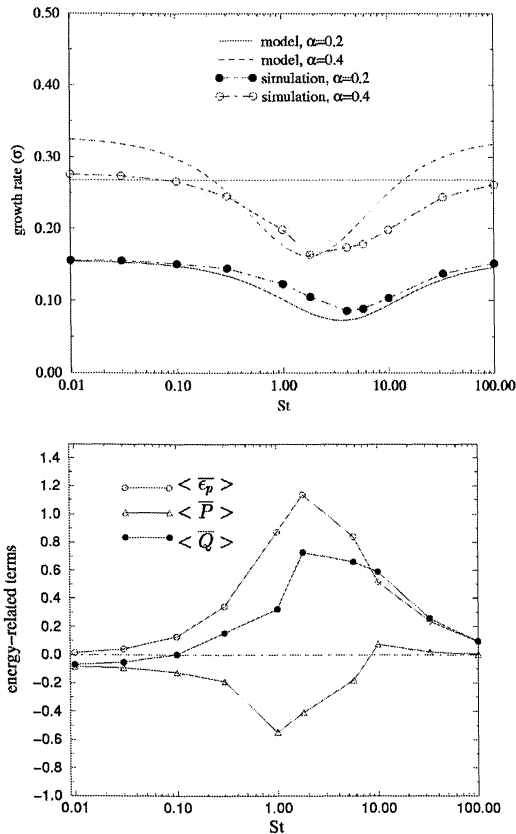 0.50
model, α=0.2
model, α=0.4
simulation, α=0.2
simulation, α=0.4
0.40
0.30
0.20
0.10
0.00
growth rate (σ)
0.01 0.10 1.00 10.00 100.00
St
1.4
1.2
1.0
0.8
0.6
0.4
0.2
0.0
−0.2
−0.4
−0.6
−0.8
−1.0
< \overline{ϵ_p} >
< \overline{P} >
< \overline{Q} >
energy−related terms
0.01 0.10 1.00 10.00 100.00
St